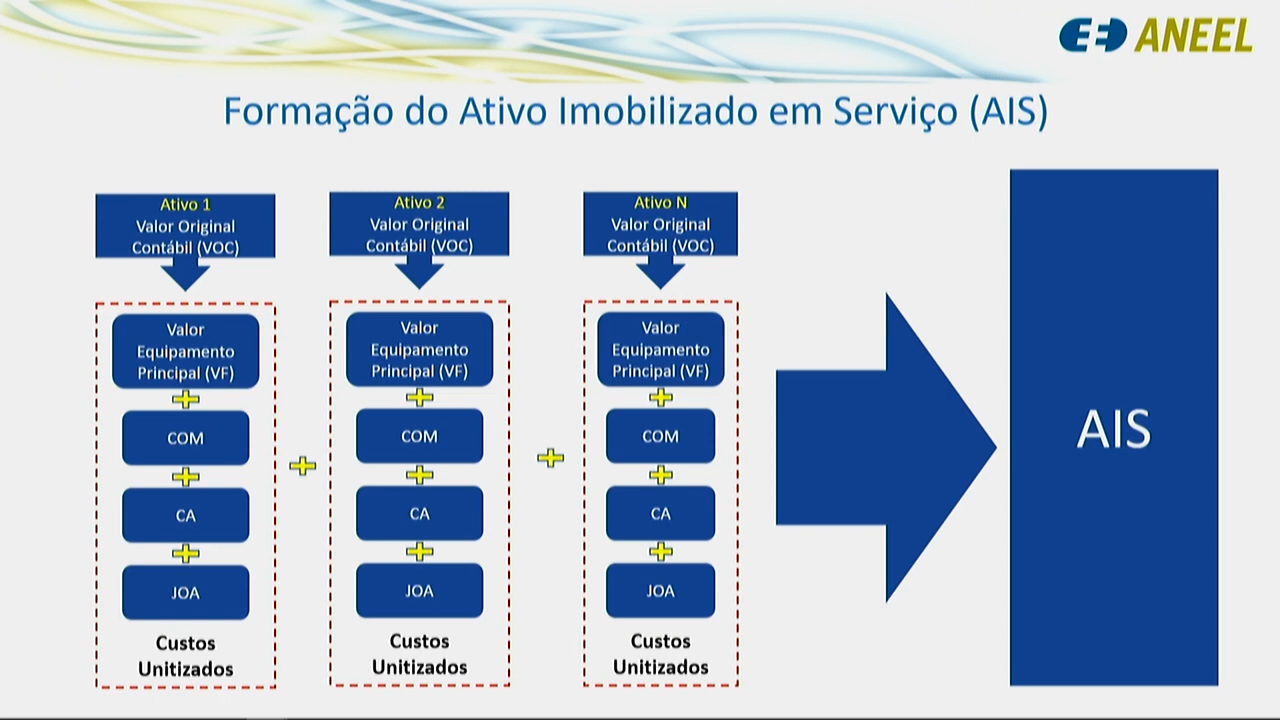 ANEEL
Formação do Ativo Imobilizado em Serviço (AIS)
Ativo 1
Valor Original
Contábil (VOC)
Valor
Equipamento
Principal (VF)
COM
CA
JOA
Custos
Unitizados
Ativo 2
Valor Original
Contábil (VOC)
Valor
Equipamento
Principal (VF)
COM
CA
JOA
Custos
Unitizados
Ativo N
Valor Original
Contábil (VOC)
Valor
Equipamento
Principal (VF)
COM
CA
JOA
Custos
Unitizados
AIS